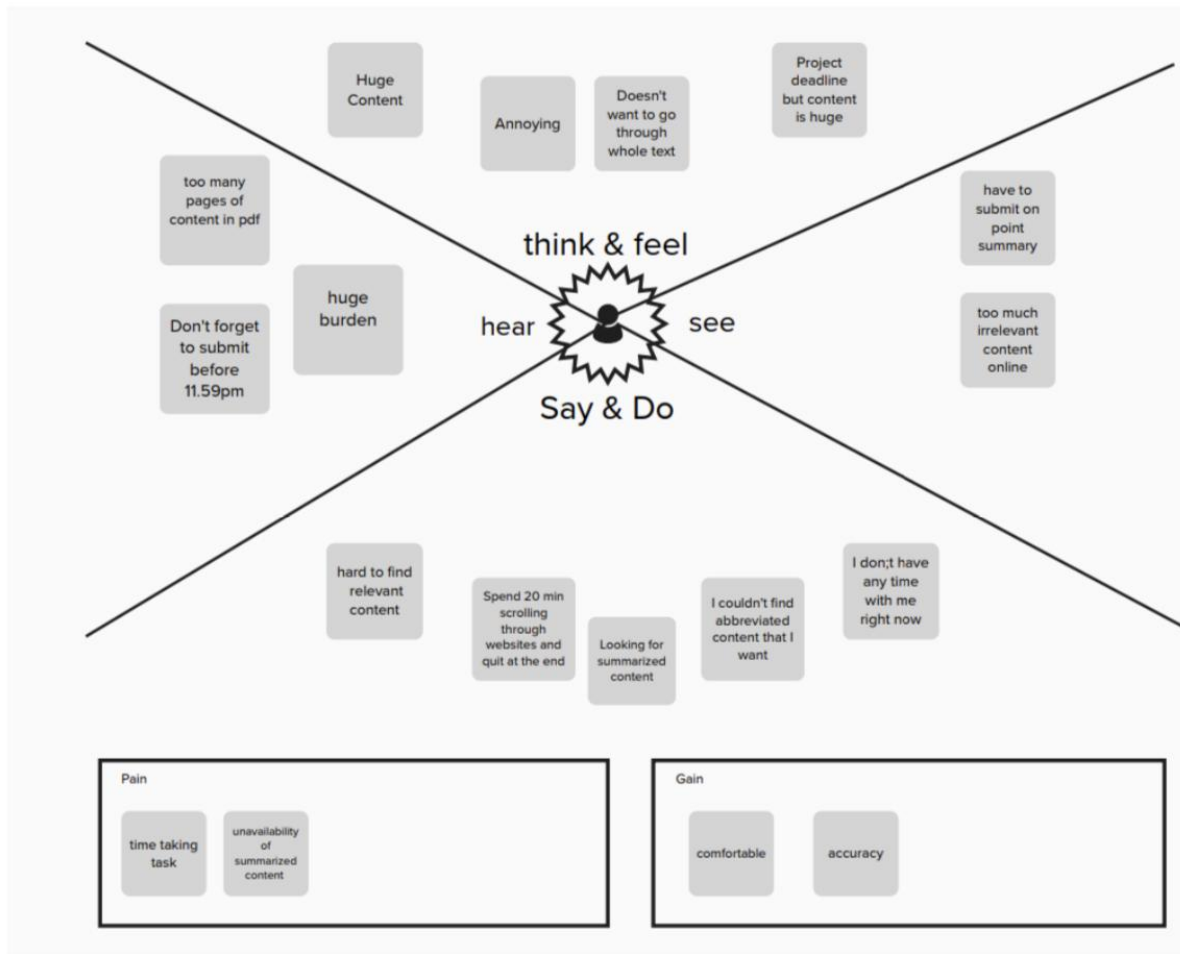 Huge
Content
Annoying
Doesn't
want to go
through
whole text
Project
deadline
but content
is huge
too many
pages of
content in pdf
huge
burden
Don't forget
to submit
before
11.59pm
have to
submit on
point
summary
too much
irrelevant
content
online
think & feel
hear
see
Say & Do
hard to find
relevant
content
Spend 20 min
scrolling
through
websites and
quit at the end
Looking for
summarized
content
I couldn't find
abbreviated
content that I
want
I don;t have
any time
with me
right now
Pain
time taking
task
unavailability
of
summarized
content
Gain
comfortable
accuracy